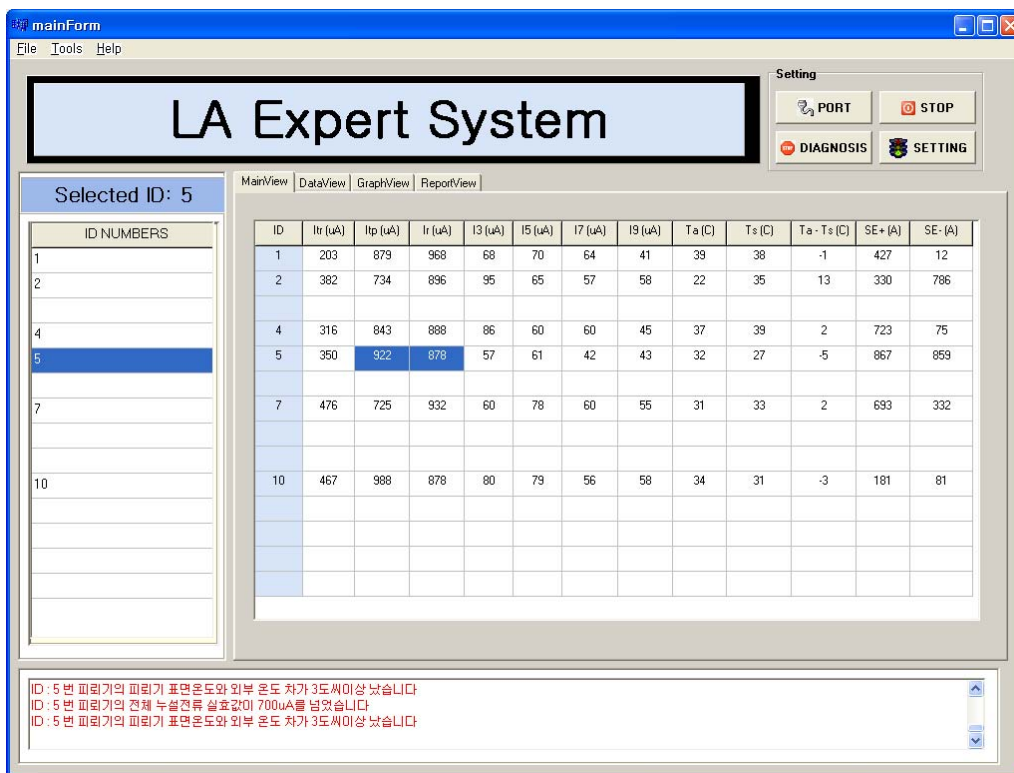 mainForm
File Tools Help
LA Expert System
Setting
PORT STOP
DIAGNOSIS SETTING
Selected ID: 5
MainView DataView GraphView ReportView
ID NUMBERS
1
2
4
5
7
10
ID Itr (uA) Itp (uA) Ir (uA) I3 (uA) I5 (uA) I7 (uA) I9 (uA) Ta (C) Ts (C) Ta - Ts (C) SE+ (A) SE- (A)
1 203 879 968 68 70 64 41 39 38 -1 427 12
2 382 734 896 95 65 57 58 22 35 13 330 786
4 316 843 888 86 60 60 45 37 39 2 723 75
5 350 922 878 57 61 42 43 32 27 -5 867 859
7 476 725 932 60 78 60 55 31 33 2 693 332
10 467 988 878 80 79 56 58 34 31 -3 181 81
ID : 5 번 피뢰기의 피뢰기 표면온도와 외부 온도 차가 3도씨이상 났습니다
ID : 5 번 피뢰기의 전체 누설전류 실효값이 700uA를 넘었습니다
ID : 5 번 피뢰기의 피뢰기 표면온도와 외부 온도 차가 3도씨이상 났습니다